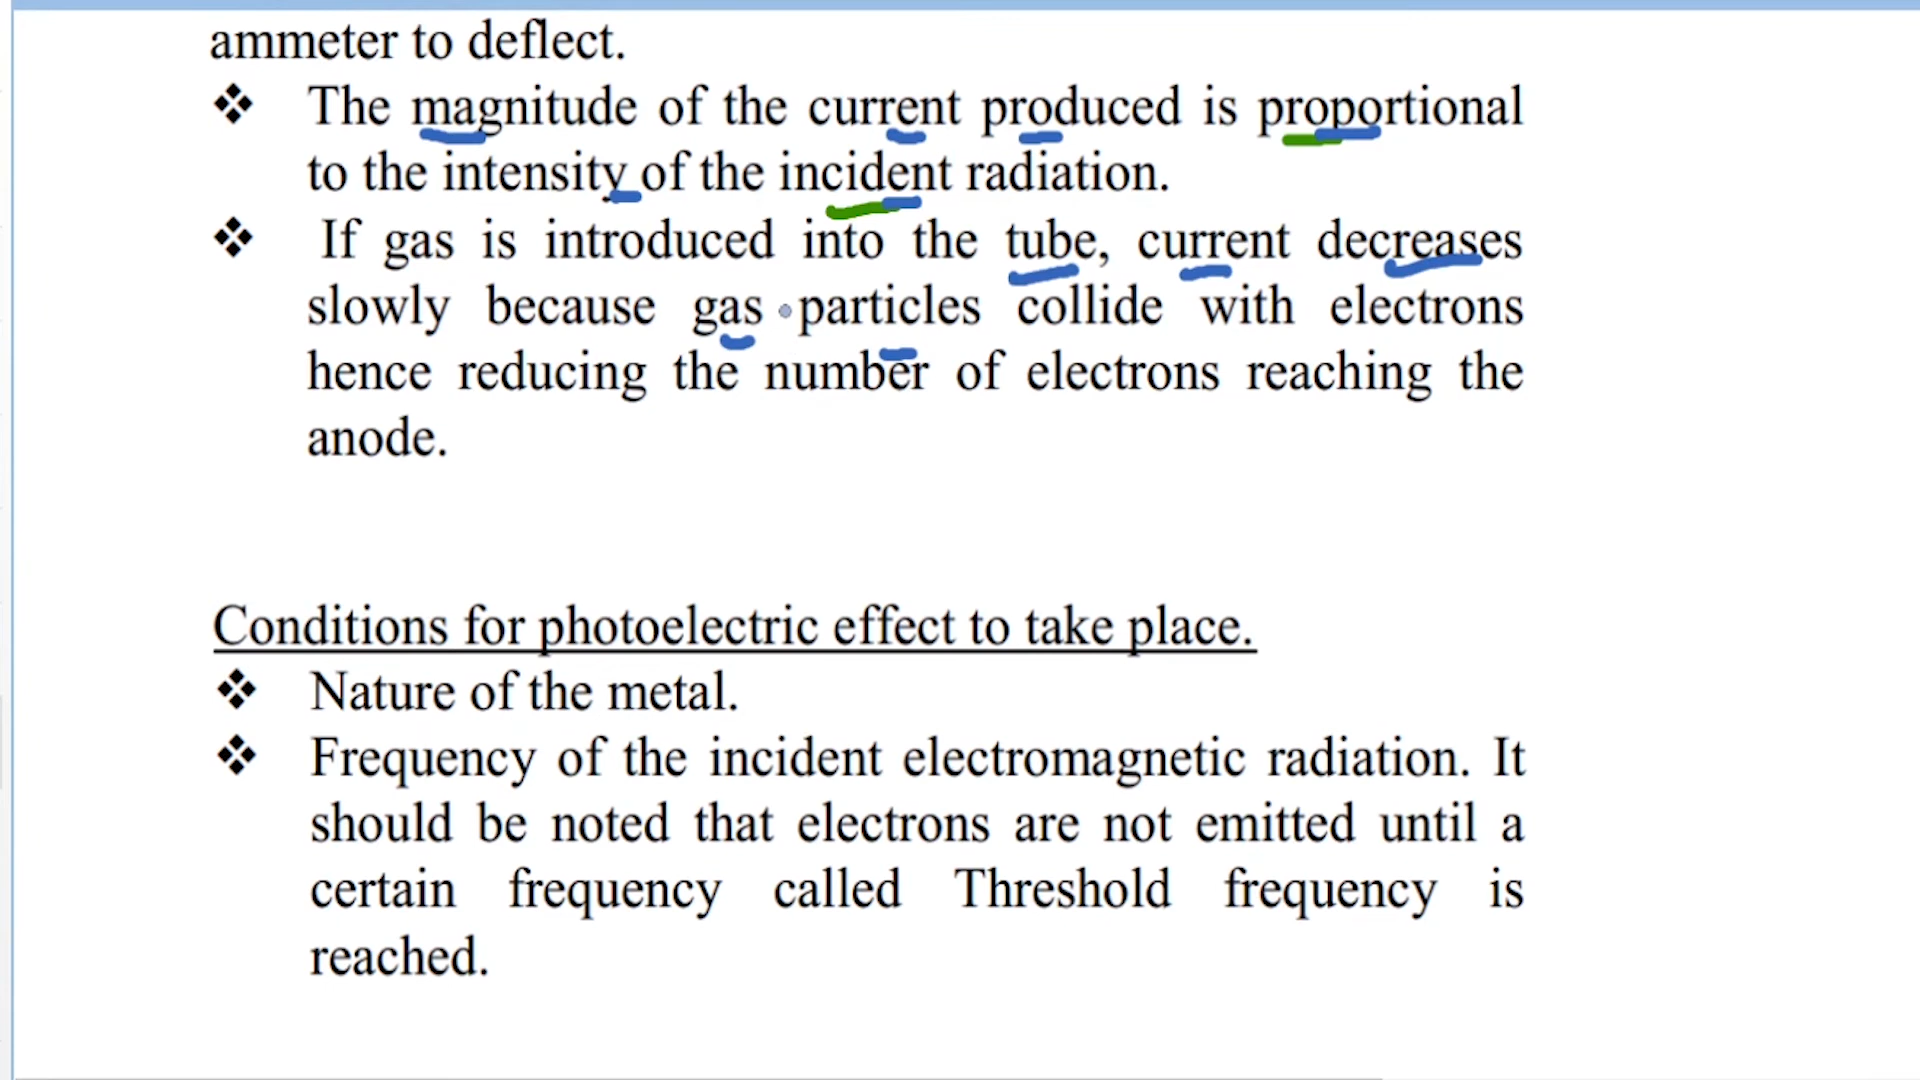 ammeter to deflect.
❖ The magnitude of the current produced is proportional
to the intensity of the incident radiation.
❖ If gas is introduced into the tube, current decreases
slowly because gas particles collide with electrons
hence reducing the number of electrons reaching the
anode.
Conditions for photoelectric effect to take place.
❖ Nature of the metal.
❖ Frequency of the incident electromagnetic radiation. It
should be noted that electrons are not emitted until a
certain frequency called Threshold frequency is
reached.